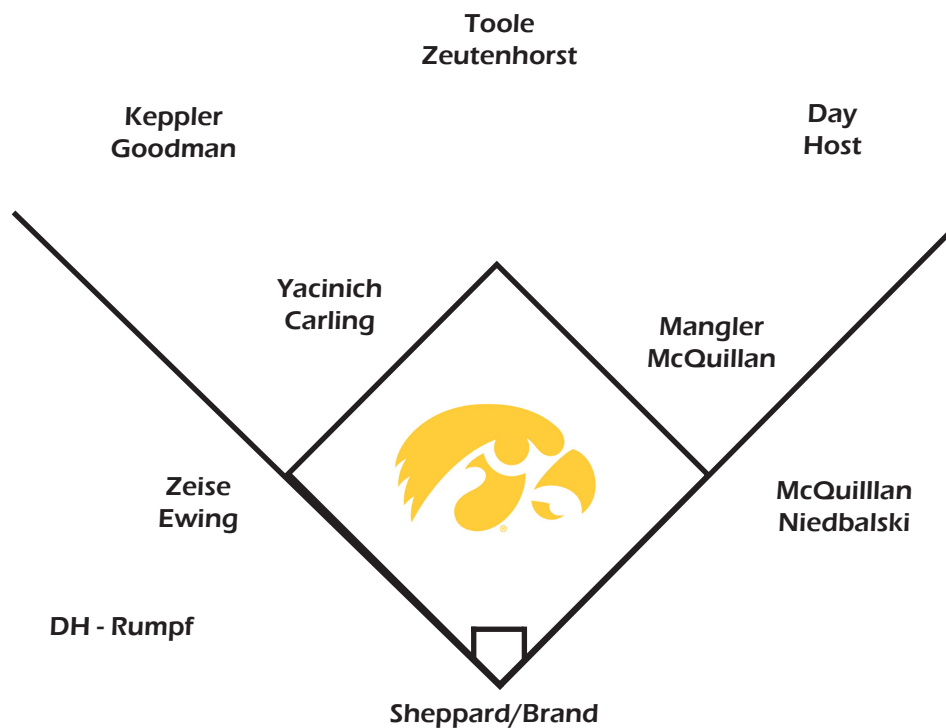 Toole
Zeutenhorst
Keppler
Goodman
Day
Host
Yacinich
Carling
Mangler
McQuillan
Zeise
Ewing
McQuilllan
Niedbalski
DH - Rumpf
®
Sheppard/Brand